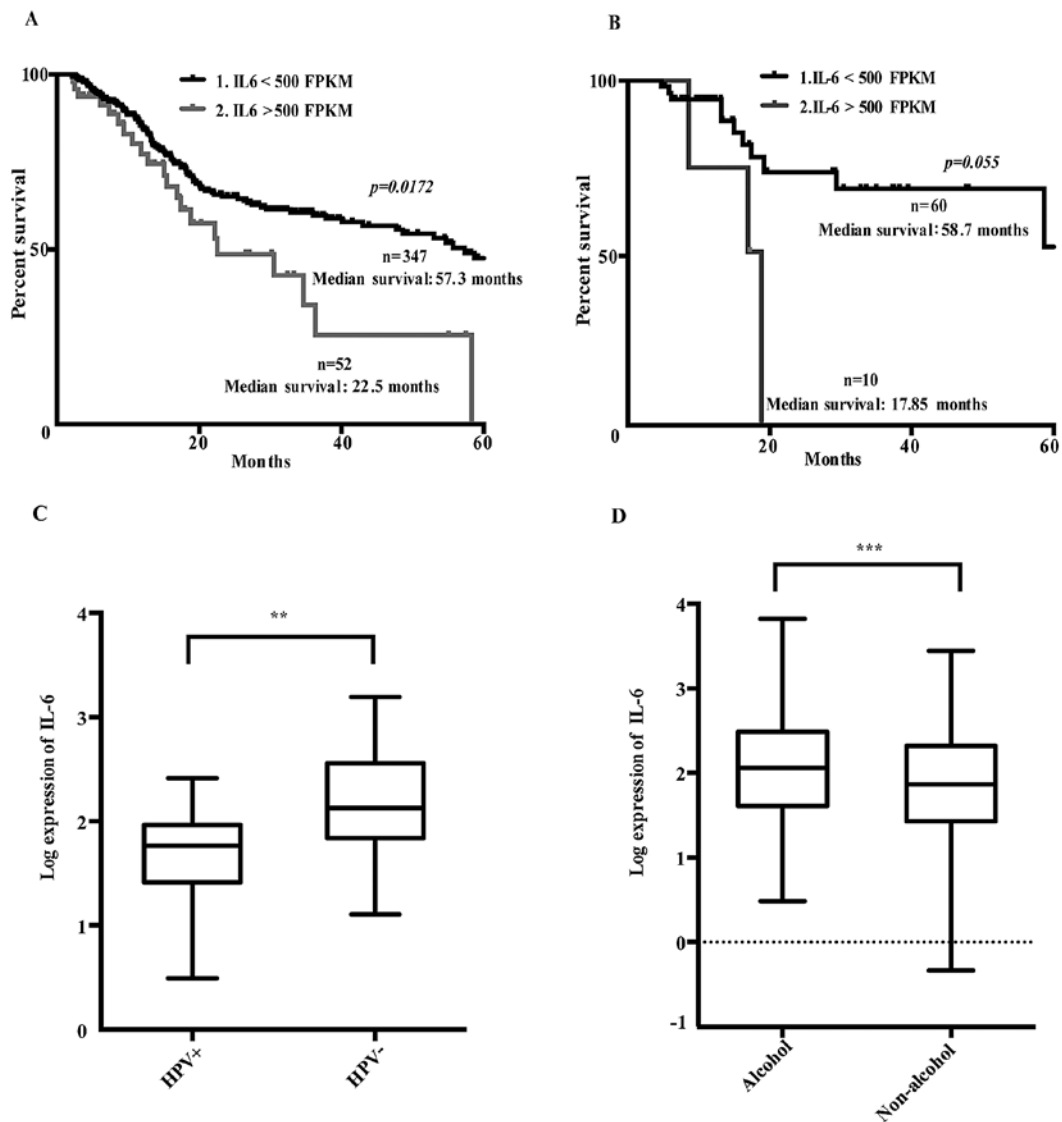 A
100
1. IL6 < 500 FPKM
2. IL6 >500 FPKM
p=0.0172
Percent survival
50
n=347
Median survival: 57.3 months
n=52
Median survival: 22.5 months
0
20
40
60
Months
B
100
1.IL-6 < 500 FPKM
2.IL-6 > 500 FPKM
p=0.055
Percent survival
n=60
Median survival: 58.7 months
50
n=10
Median survival: 17.85 months
0
20
40
60
Months
C
**
4
3
2
1
0
Log expression of IL-6
HPV+
HPV-
D
***
4
3
2
1
0
-1
Log expression of IL-6
Alcohol
Non-alcohol